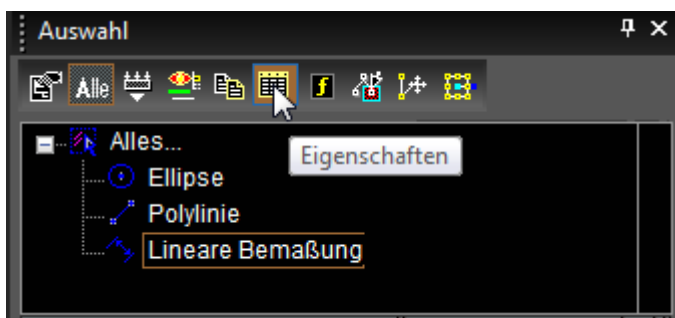 Auswahl
Alle
f
Alles...
Eigenschaften
Ellipse
Polylinie
Lineare Bemaßung